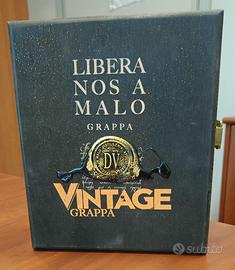 LIBERA
NOS A
MALO
GRAPPA
DV
VINTAGE
GRAPPA
subito